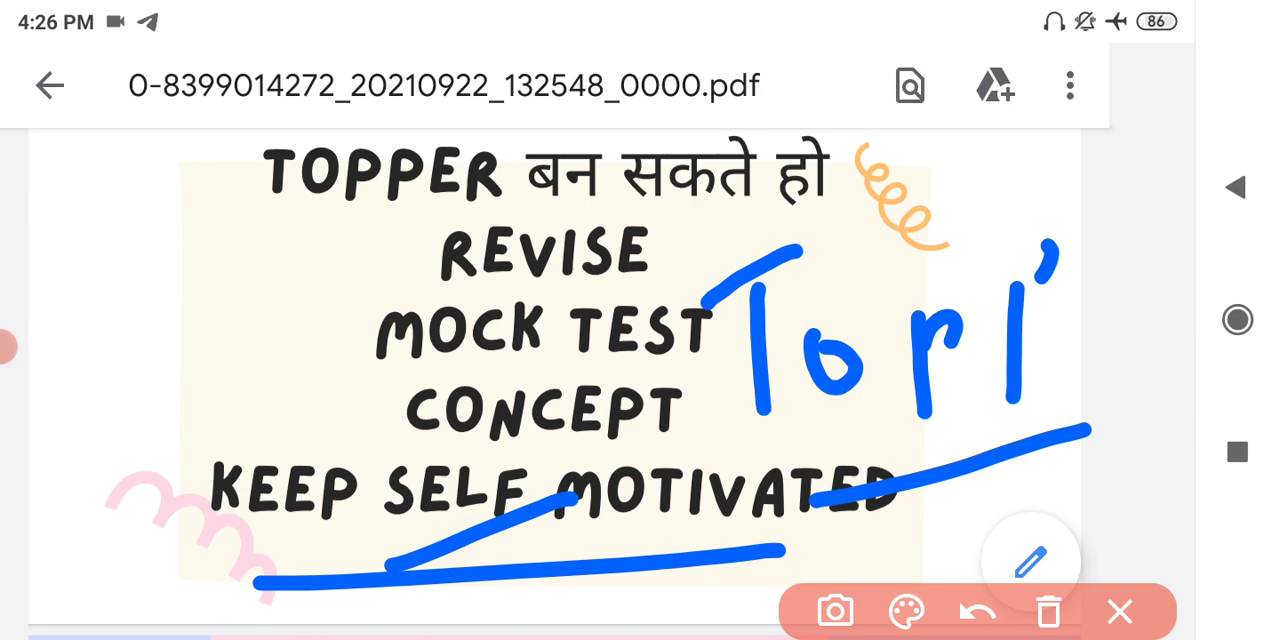 4:26 PM
86
0-8399014272_20210922_132548_0000.pdf
TOPPER बन सकते हो
REVISE
MOCK TEST
Tori'
CONCEPT
KEEP SELF MOTIVATED